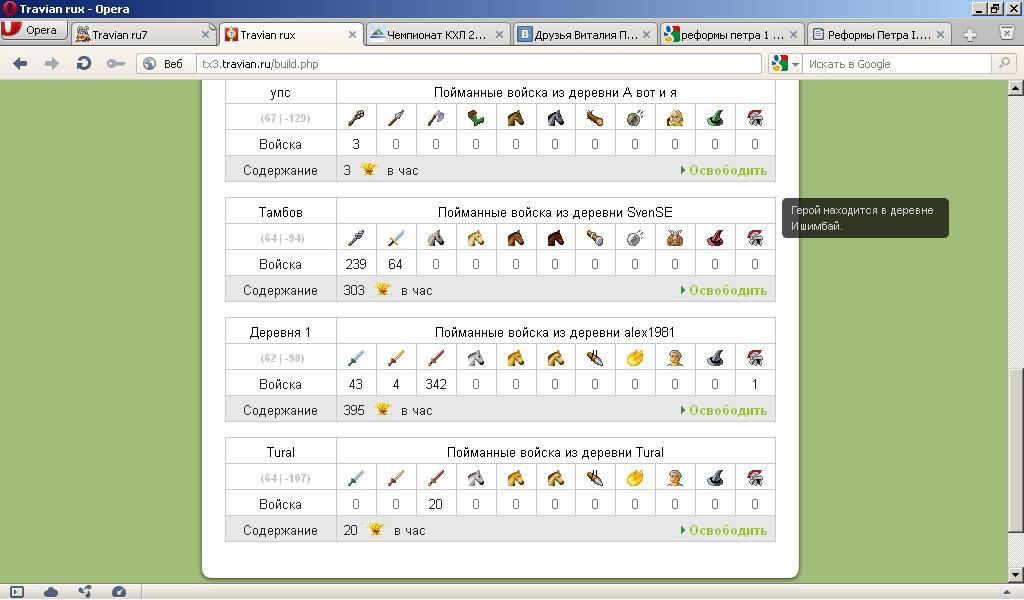 Travian rux - Opera
Opera
Travian ru7
Travian rux
Чемпионат КХЛ 2...
Друзья Виталия П...
реформы петра 1 ...
Реформы Петра I....
Веб
tx3.travian.ru/build.php
Искать в Google
упс Пойманные войска из деревни А вот и я
(67 | -129)
Войска 3 0 0 0 0 0 0 0 0 0 0
Содержание 3 в час Освободить
Тамбов Пойманные войска из деревни SvenSE
(64 | -94)
Войска 239 64 0 0 0 0 0 0 0 0 0
Содержание 303 в час Освободить
Герой находится в деревне
Ишимбай.
Деревня 1 Пойманные войска из деревни alex1981
(62 | -98)
Войска 43 4 342 0 0 0 0 0 0 0 1
Содержание 395 в час Освободить
Tural Пойманные войска из деревни Tural
(64 | -107)
Войска 0 0 20 0 0 0 0 0 0 0 0
Содержание 20 в час Освободить